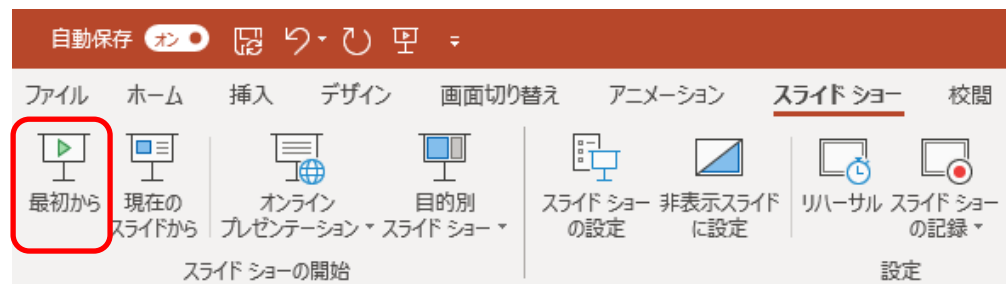 自動保存 オン
ファイル ホーム 挿入 デザイン 画面切り替え アニメーション スライド ショー 校閲
最初から 現在の オンライン 目的別 スライド ショー 非表示スライド リハーサル スライド ショー
スライドから プレゼンテーション スライド ショー の設定 に設定 の記録
スライド ショーの開始 設定